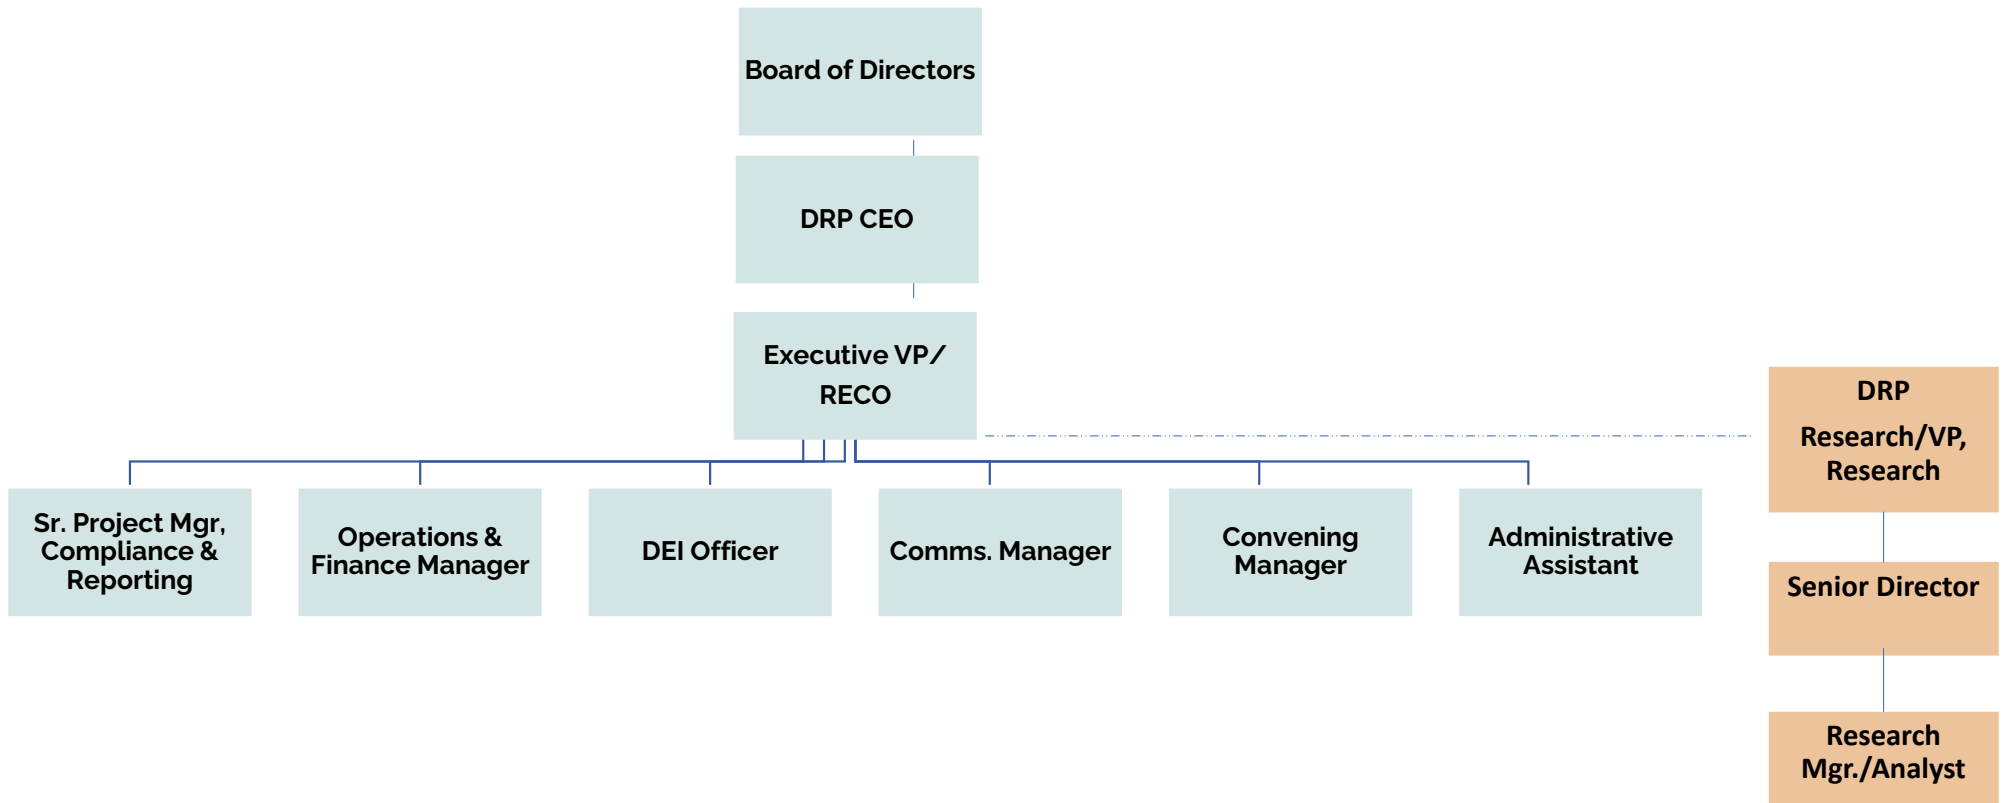 Board of Directors
DRP CEO
Executive VP/
RECO
DRP
Research/VP,
Research
Sr. Project Mgr,
Compliance &
Reporting
Operations &
Finance Manager
DEI Officer
Comms. Manager
Convening
Manager
Administrative
Assistant
Senior Director
Research
Mgr./Analyst